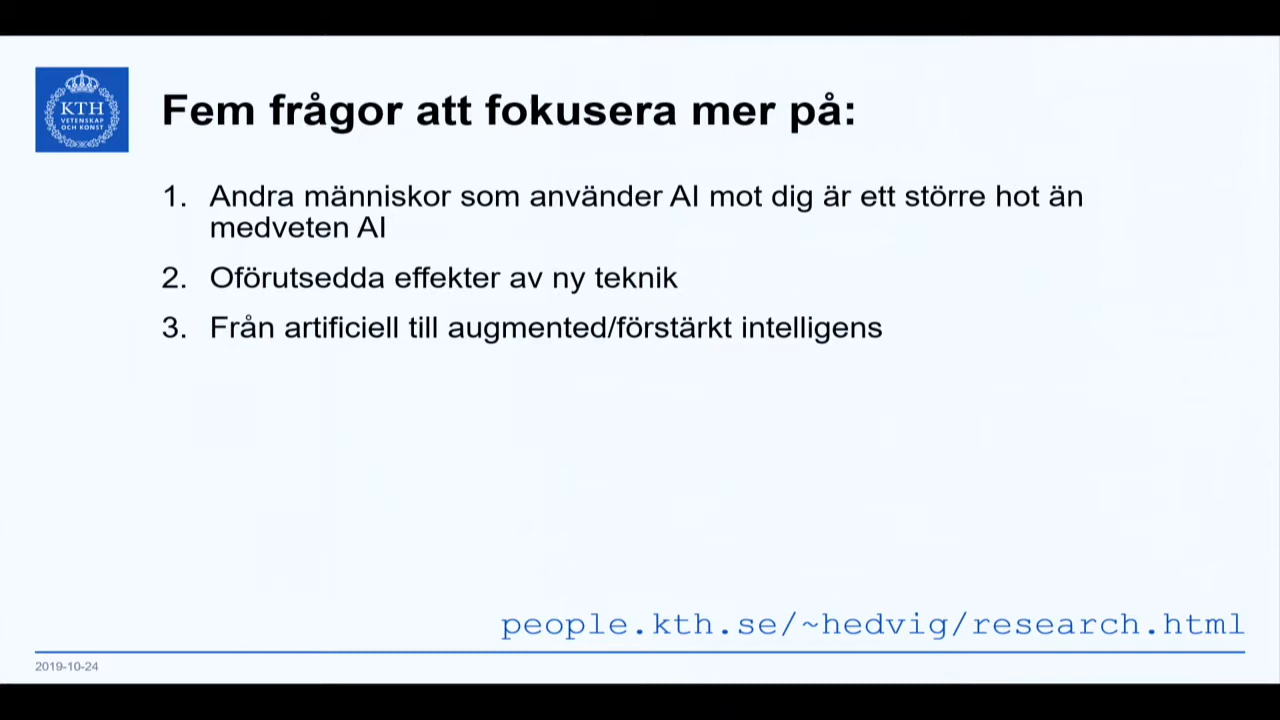 KTH
VETENSKAP
OCH KONST
Fem frågor att fokusera mer på:
1. Andra människor som använder AI mot dig är ett större hot än
medveten AI
2. Oförutsedda effekter av ny teknik
3. Från artificiell till augmented/förstärkt intelligens
people.kth.se/~hedvig/research.html
2019-10-24